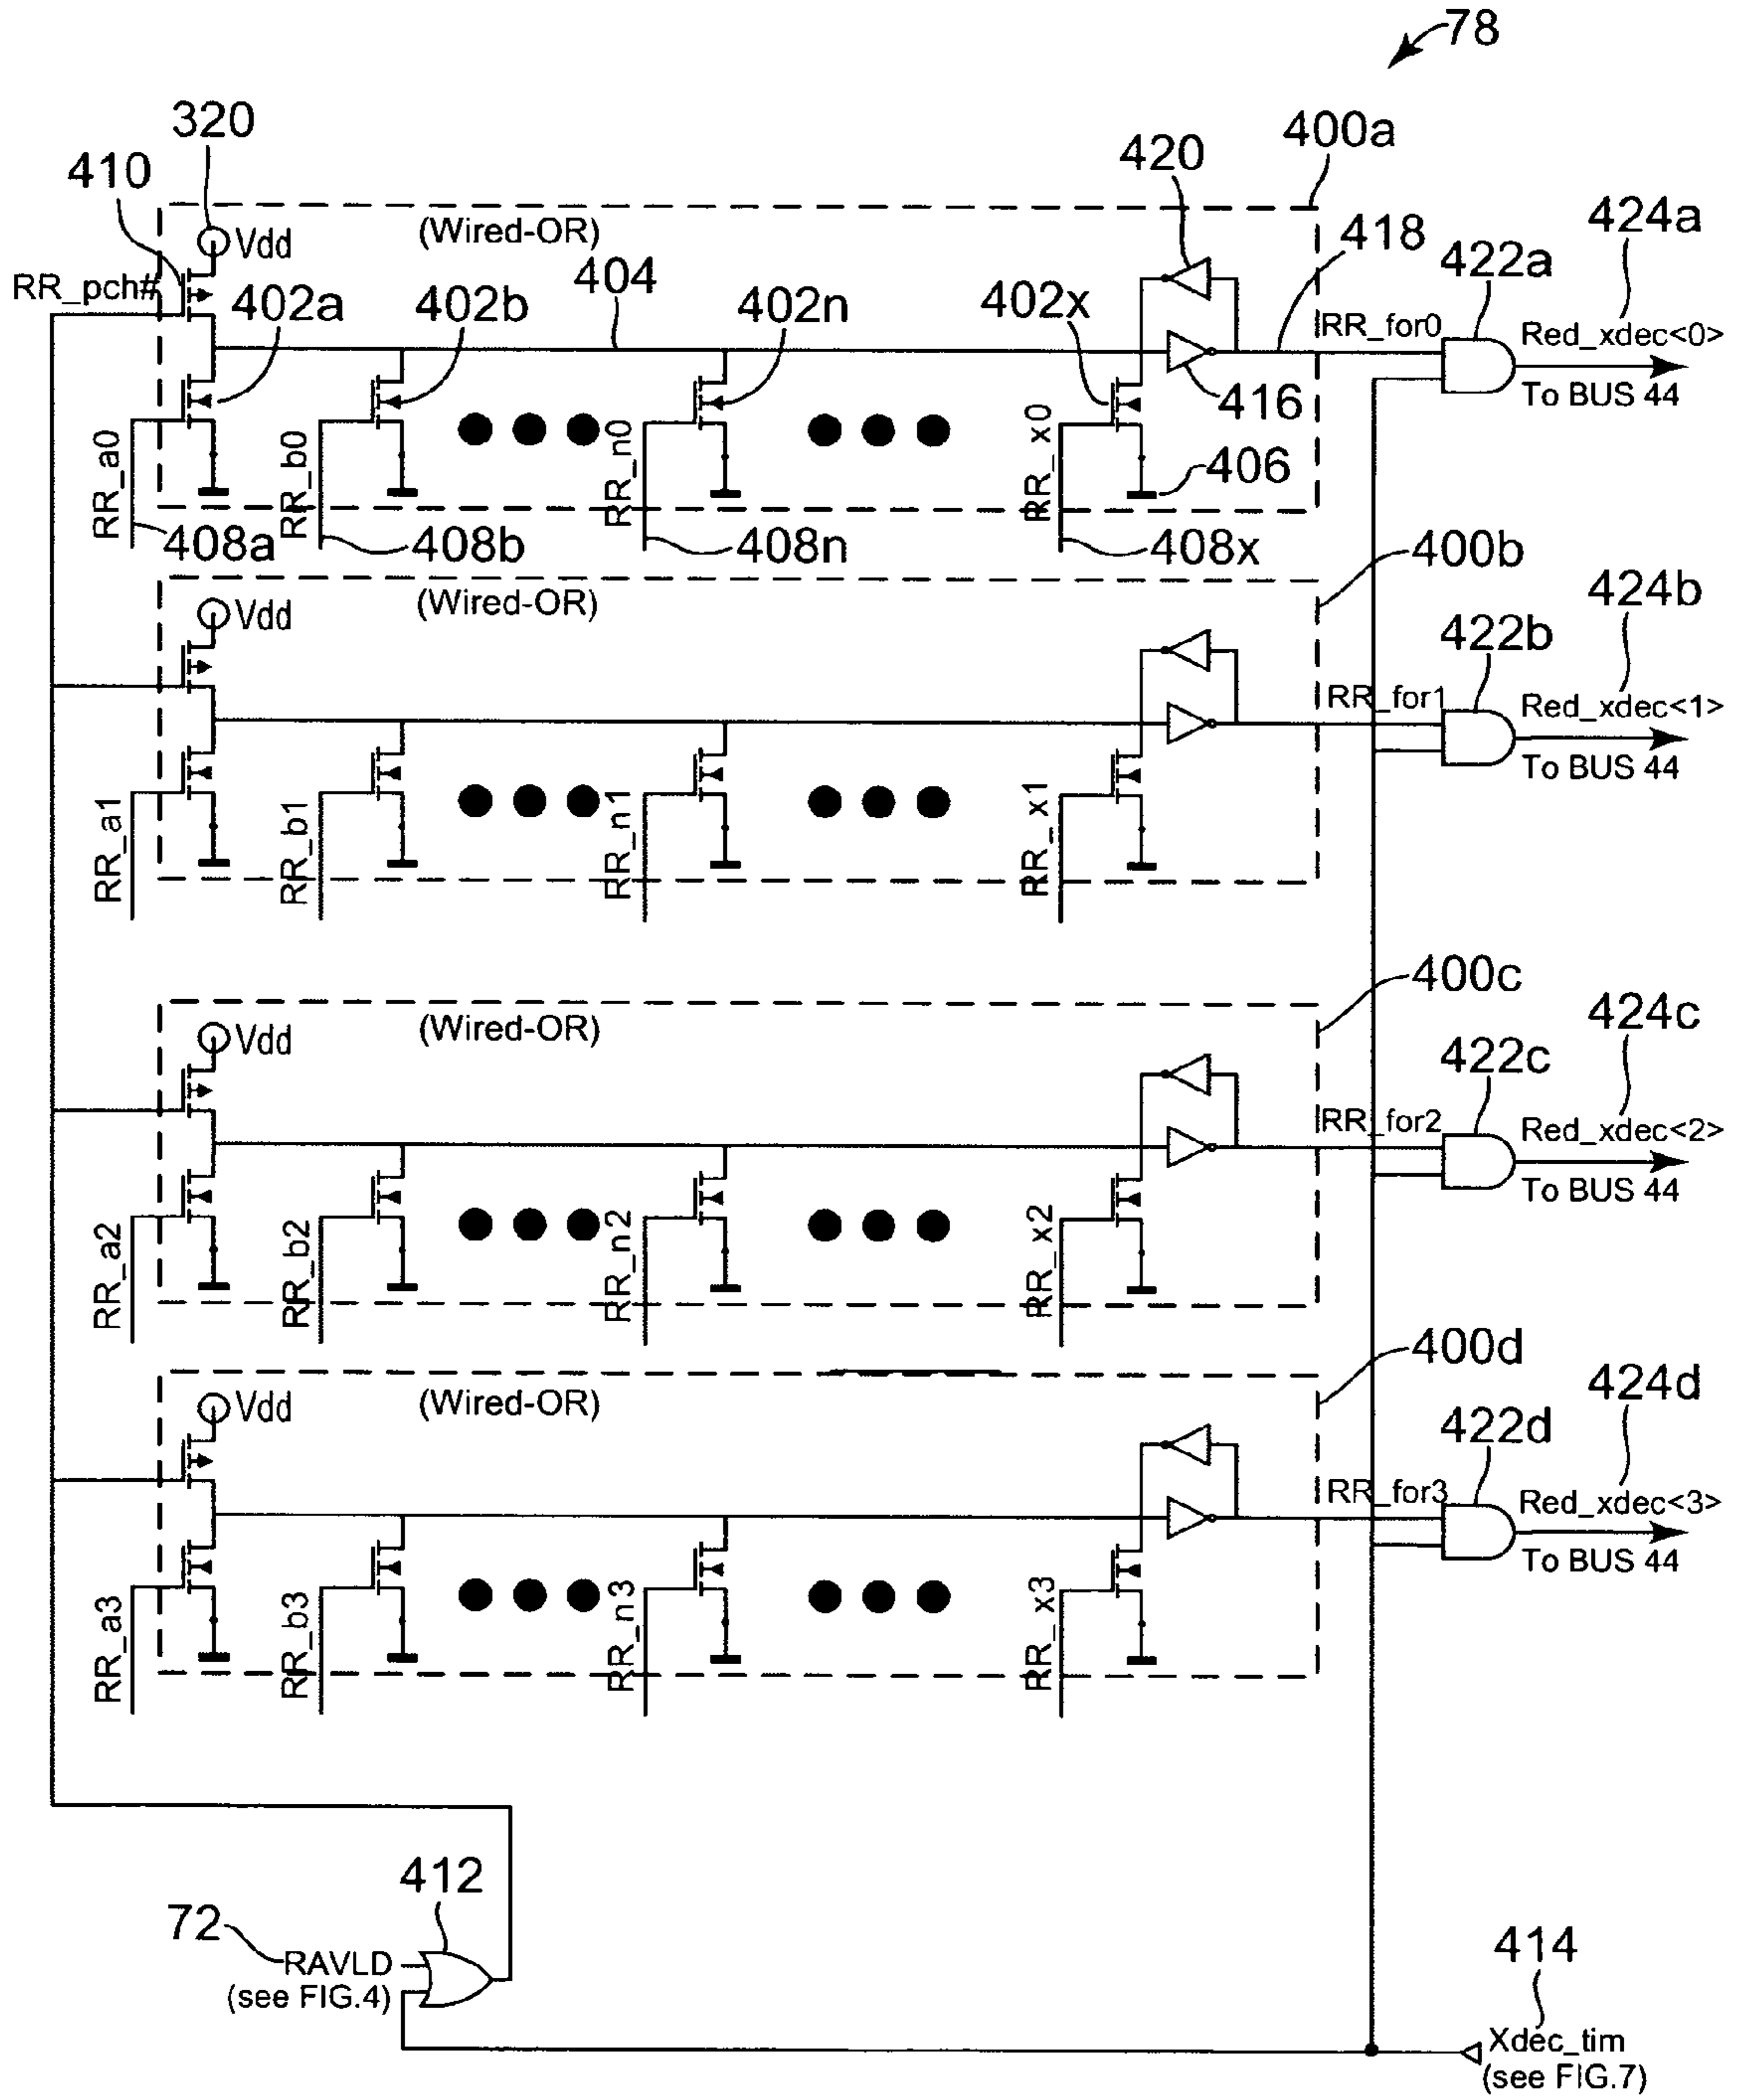 78
320
410
420
400a
424a
(Wired-OR)
418
422a
Vdd
RR_pch#
402a
402b
404
402n
402x
RR_for0
Red_xdec<0>
416
To BUS 44
RR_a0
RR_b0
RR_n0
RR_x0
406
408a
408b
408n
408x
400b
424b
(Wired-OR)
Vdd
422b
RR_for1
Red_xdec<1>
To BUS 44
RR_a1
RR_b1
RR_n1
RR_x1
400c
424c
(Wired-OR)
Vdd
422c
RR_for2
Red_xdec<2>
To BUS 44
RR_a2
RR_b2
RR_n2
RR_x2
400d
424d
(Wired-OR)
Vdd
422d
RR_for3
Red_xdec<3>
To BUS 44
RR_a3
RR_b3
RR_n3
RR_x3
412
72
RAVLD
(see FIG.4)
414
Xdec_tim
(see FIG.7)